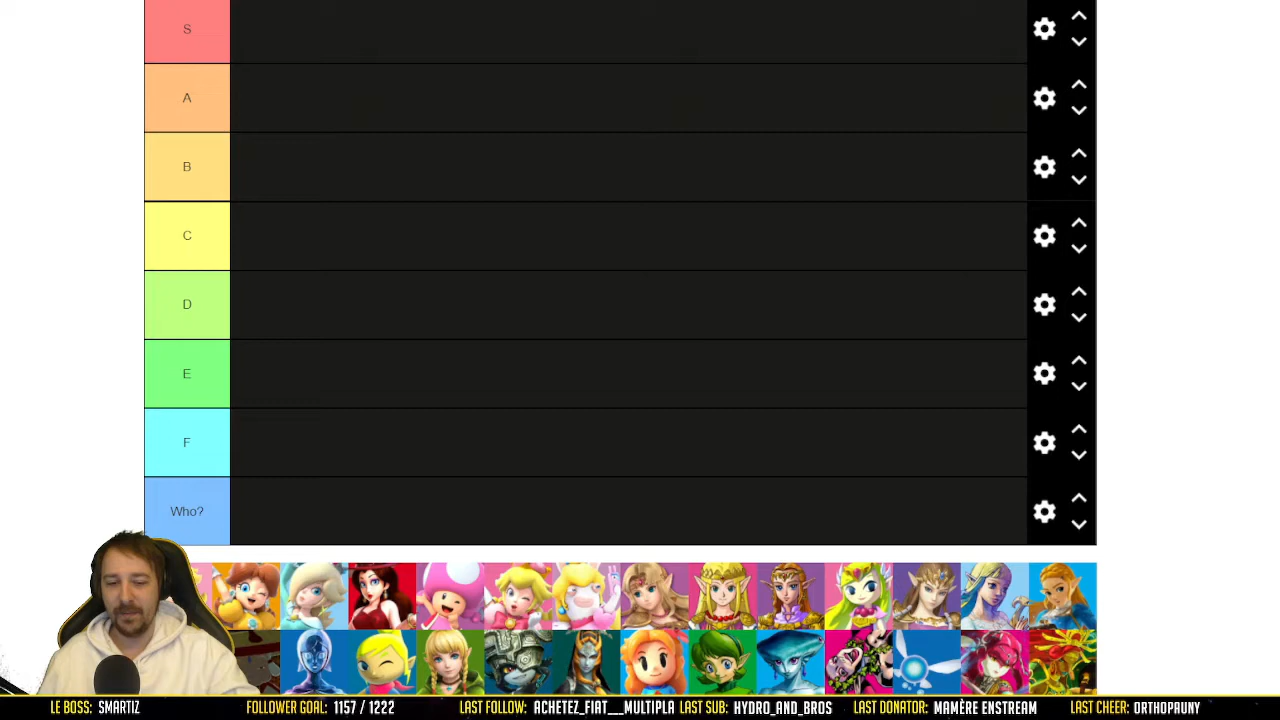 S
A
B
C
D
E
F
Who?
LE BOSS: SMARTIZ FOLLOWER GOAL: 1157 / 1222 LAST FOLLOW: ACHETEZ_FIAT__MULTIPLA LAST SUB: HYDRO_AND_BROS LAST DONATOR: MAMÈRE ENSTREAM LAST CHEER: ORTHOPAUNY